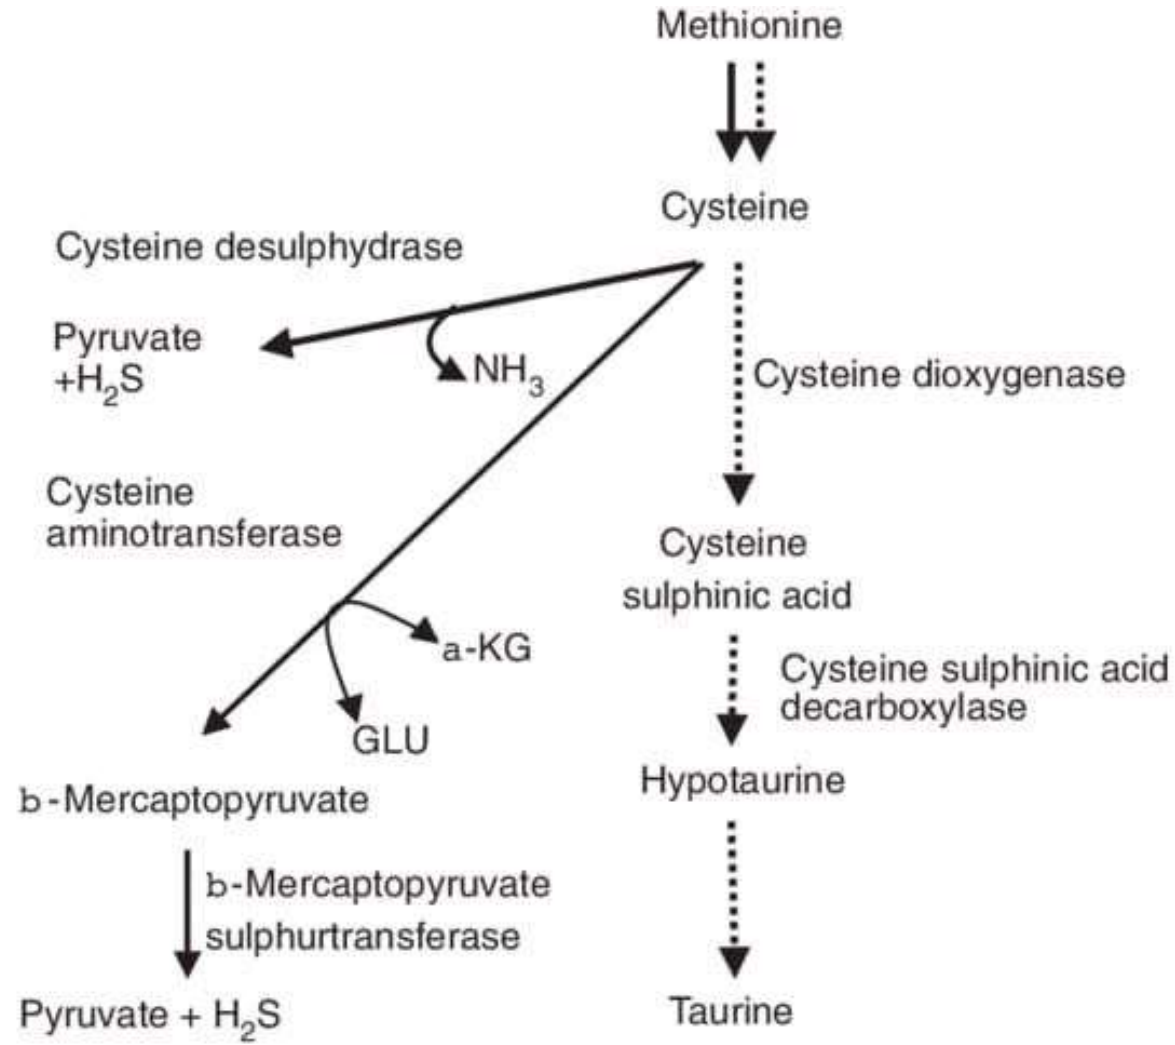 Methionine
Cysteine
Cysteine desulphydrase
Pyruvate
+H₂S
NH₃
Cysteine dioxygenase
Cysteine
aminotransferase
Cysteine
sulphinic acid
a-KG
GLU
Cysteine sulphinic acid
decarboxylase
Hypotaurine
b-Mercaptopyruvate
b-Mercaptopyruvate
sulphurtransferase
Pyruvate + H₂S
Taurine